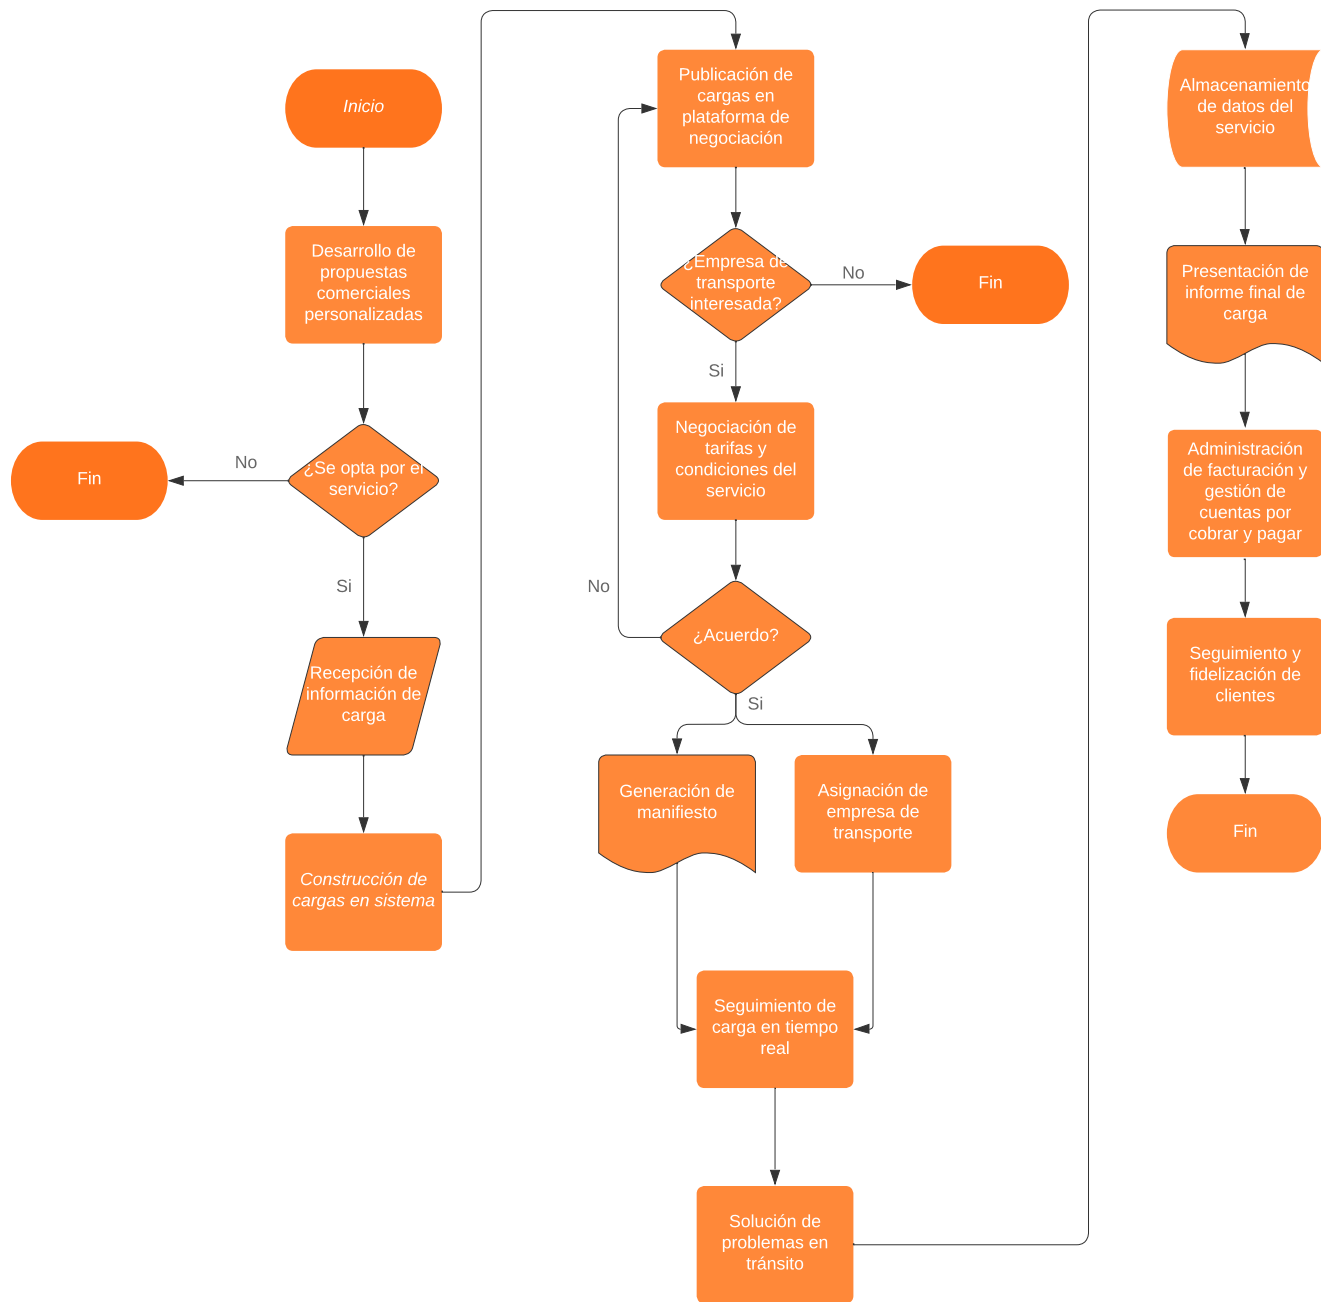 Inicio
Desarrollo de
propuestas
comerciales
personalizadas
¿Se opta por el
servicio?
No
Fin
Si
Recepción de
información de
carga
Construcción de
cargas en sistema
Publicación de
cargas en
plataforma de
negociación
¿Empresa de
transporte
interesada?
No
Fin
Si
Negociación de
tarifas y
condiciones del
servicio
¿Acuerdo?
No
Si
Generación de
manifiesto
Asignación de
empresa de
transporte
Seguimiento de
carga en tiempo
real
Solución de
problemas en
tránsito
Almacenamiento
de datos del
servicio
Presentación de
informe final de
carga
Administración
de facturación y
gestión de
cuentas por
cobrar y pagar
Seguimiento y
fidelización de
clientes
Fin